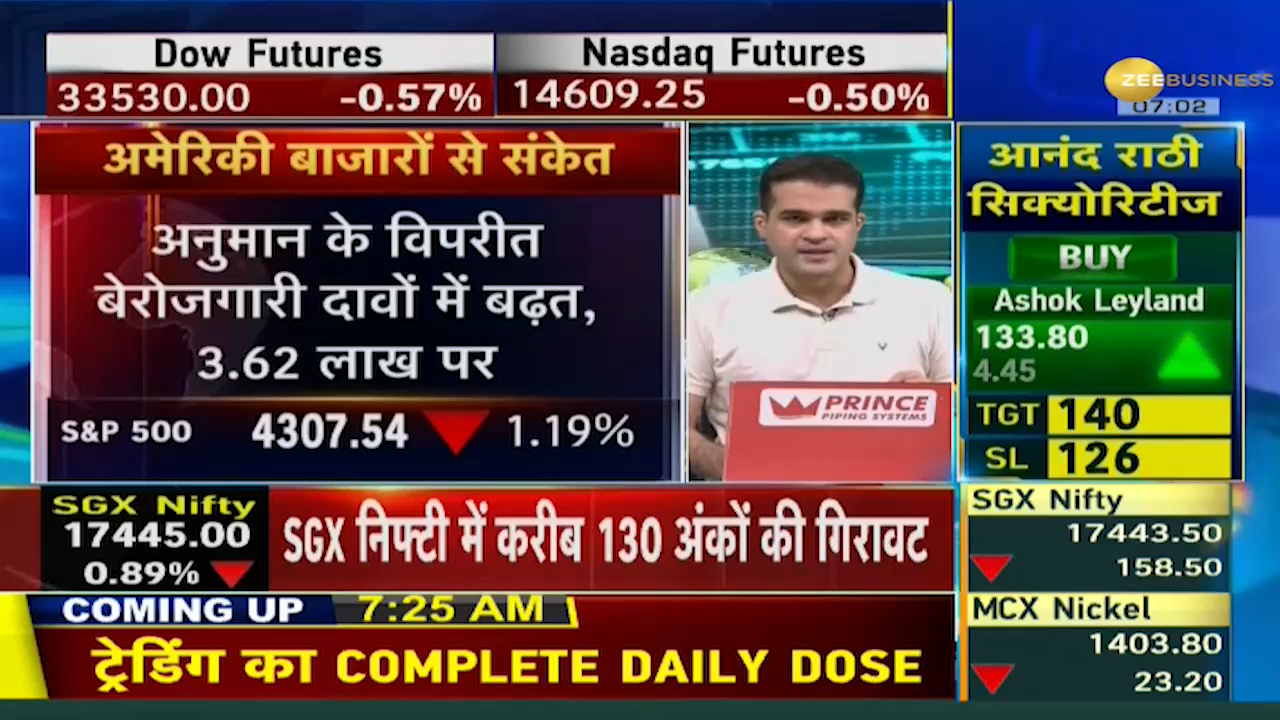 Dow Futures
33530.00 -0.57%
Nasdaq Futures
14609.25 -0.50%
ZEEBUSINESS
07:02
अमेरिकी बाजारों से संकेत
अनुमान के विपरीत
बेरोजगारी दावों में बढ़त,
3.62 लाख पर
S&P 500 4307.54 1.19%
PRINCE
PIPING SYSTEMS
आनंद राठी
सिक्योरिटीज
BUY
Ashok Leyland
133.80
4.45
TGT 140
SL 126
SGX Nifty
17445.00
0.89%
SGX निफ्टी में करीब 130 अंकों की गिरावट
SGX Nifty
17443.50
158.50
MCX Nickel
1403.80
23.20
COMING UP 7:25 AM
ट्रेडिंग का COMPLETE DAILY DOSE